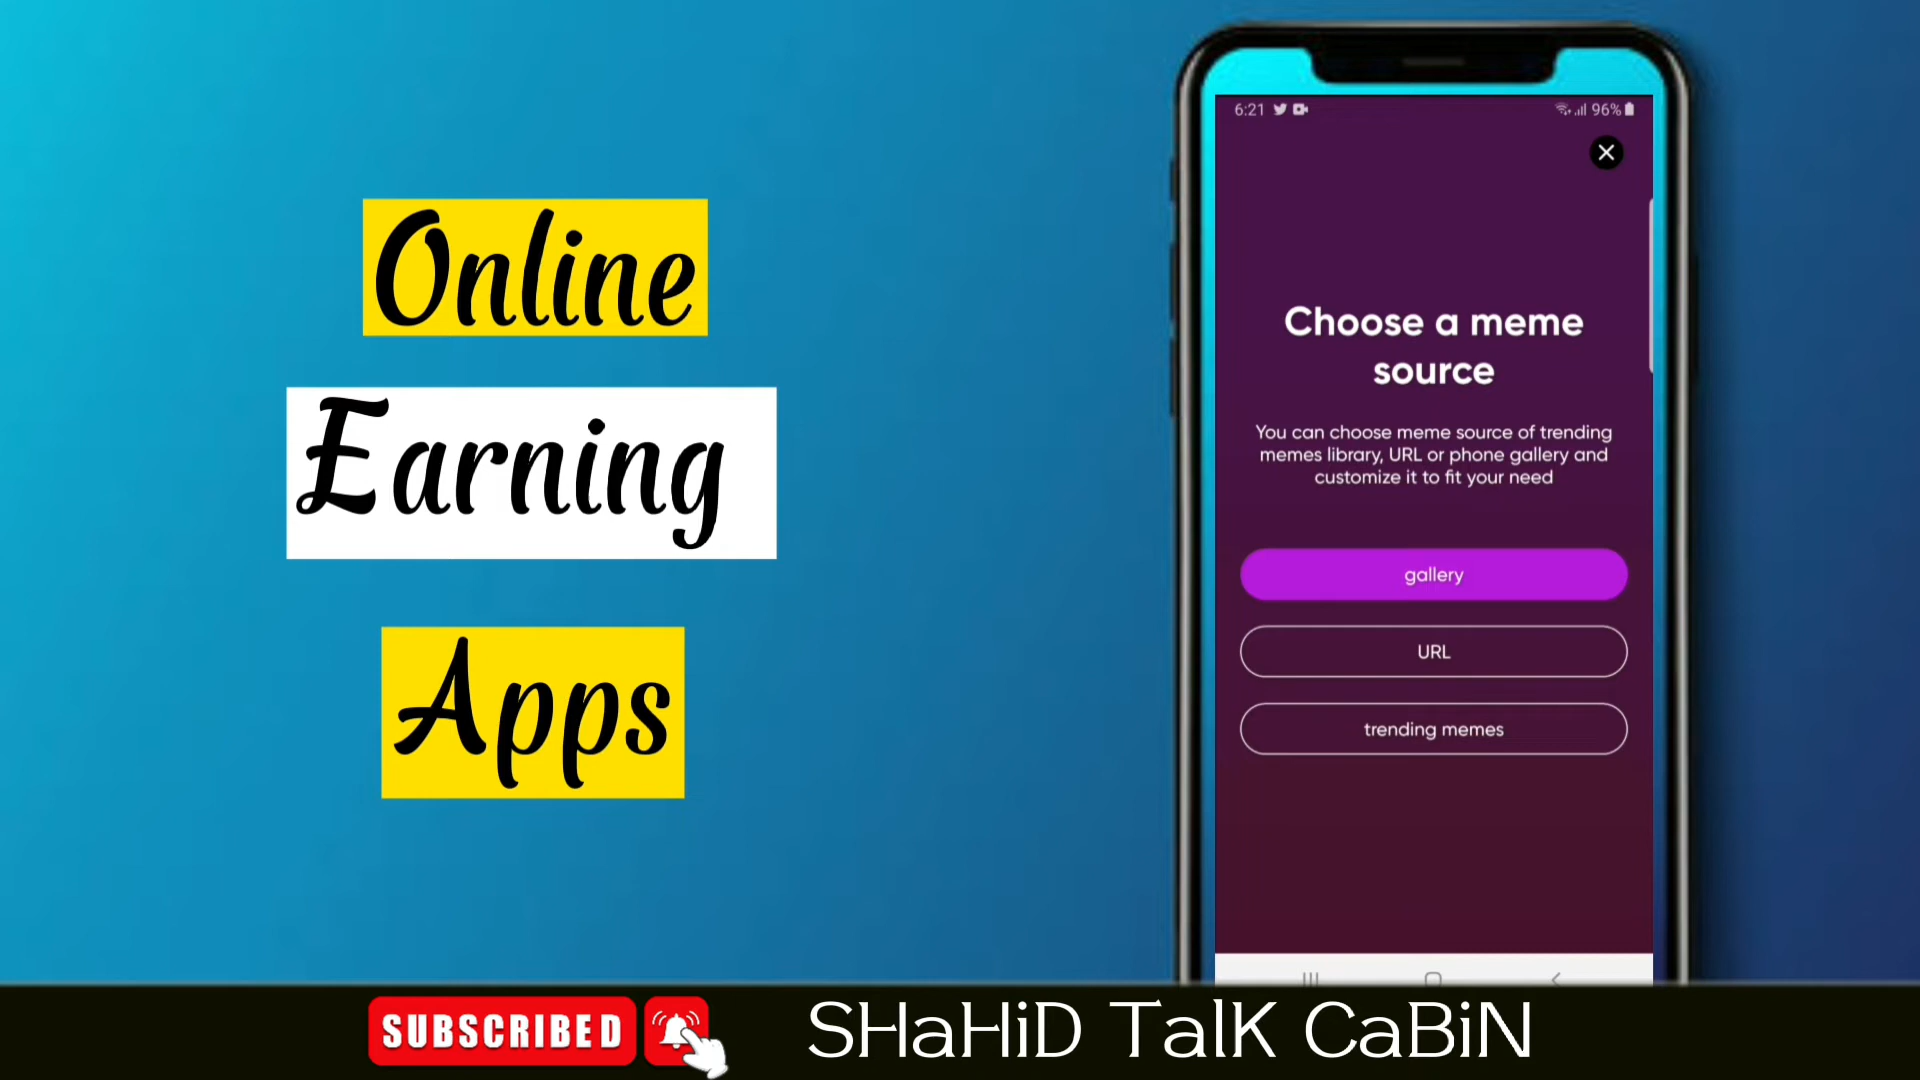 Online
Earning
Apps
6:21
96%
Choose a meme
source
You can choose meme source of trending
memes library, URL or phone gallery and
customize it to fit your need
gallery
URL
trending memes
SUBSCRIBED
SHaHiD TalK CaBiN